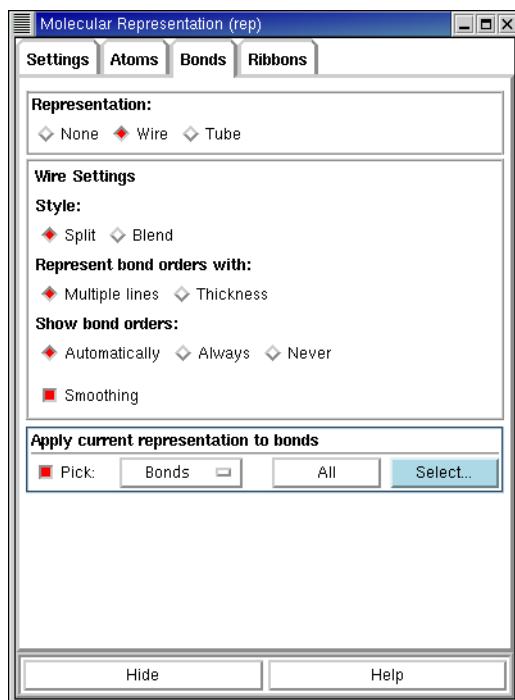 Molecular Representation (rep)
Settings Atoms Bonds Ribbons
Representation:
None Wire Tube
Wire Settings
Style:
Split Blend
Represent bond orders with:
Multiple lines Thickness
Show bond orders:
Automatically Always Never
Smoothing
Apply current representation to bonds
Pick: Bonds All Select...
Hide Help